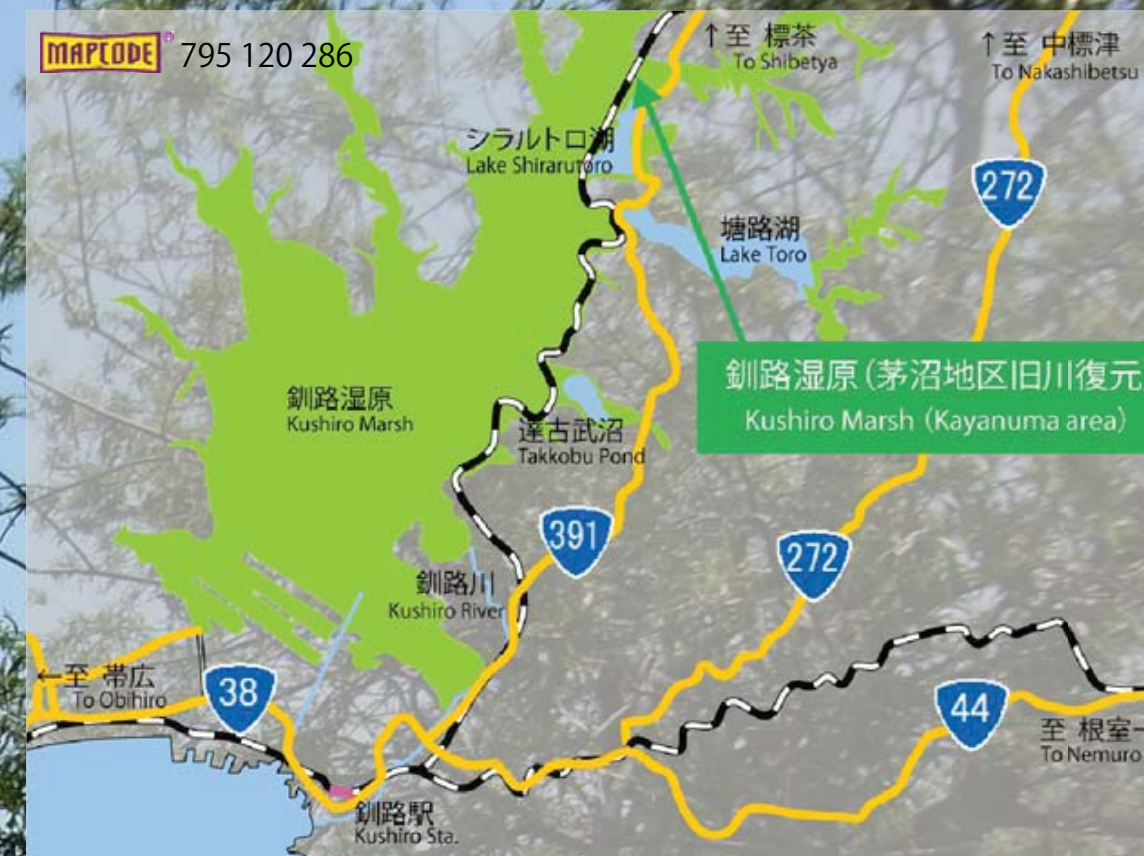 MAPCODE® 795 120 286
↑至 標茶
To Shibetya
↑至 中標津
To Nakashibetsu
シラルトロ湖
Lake Shirarutoro
272
塘路湖
Lake Toro
釧路湿原(茅沼地区旧川復元
Kushiro Marsh (Kayanuma area)
釧路湿原
Kushiro Marsh
達古武沼
Takkobu Pond
391
272
釧路川
Kushiro River
←至 帯広
To Obihiro
38
44
至 根室
To Nemuro
釧路駅
Kushiro Sta.